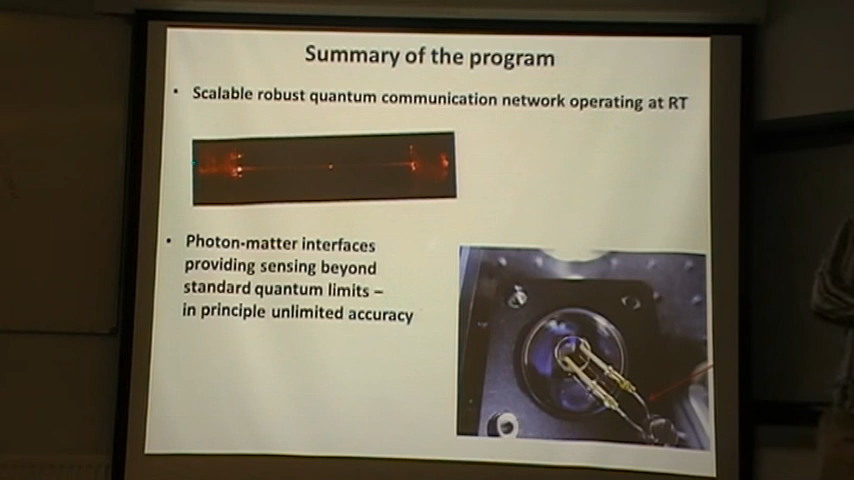 Summary of the program
• Scalable robust quantum communication network operating at RT
• Photon-matter interfaces
providing sensing beyond
standard quantum limits –
in principle unlimited accuracy